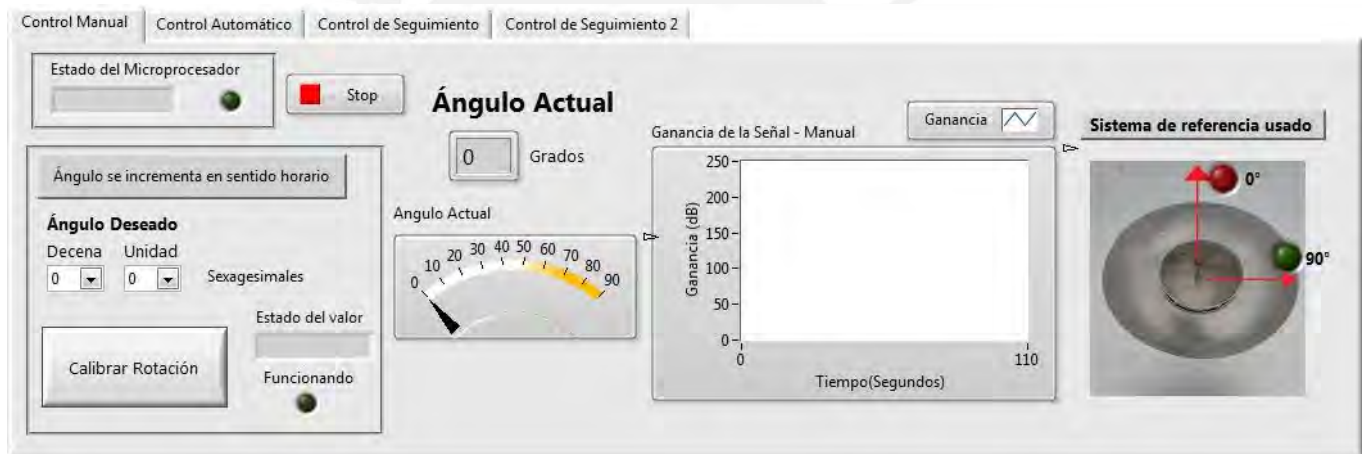 Control Manual
Control Automático
Control de Seguimiento
Control de Seguimiento 2
Estado del Microprocesador
Stop
Ángulo Actual
0
Grados
Ángulo se incrementa en sentido horario
Ángulo Deseado
Decena Unidad
0 0 Sexagesimales
Estado del valor
Calibrar Rotación
Funcionando
Angulo Actual
0 10 20 30 40 50 60 70 80 90
Ganancia de la Señal - Manual
Ganancia
Ganancia (dB)
250
200
150
100
50
0
0 110
Tiempo(Segundos)
Sistema de referencia usado
0°
90°